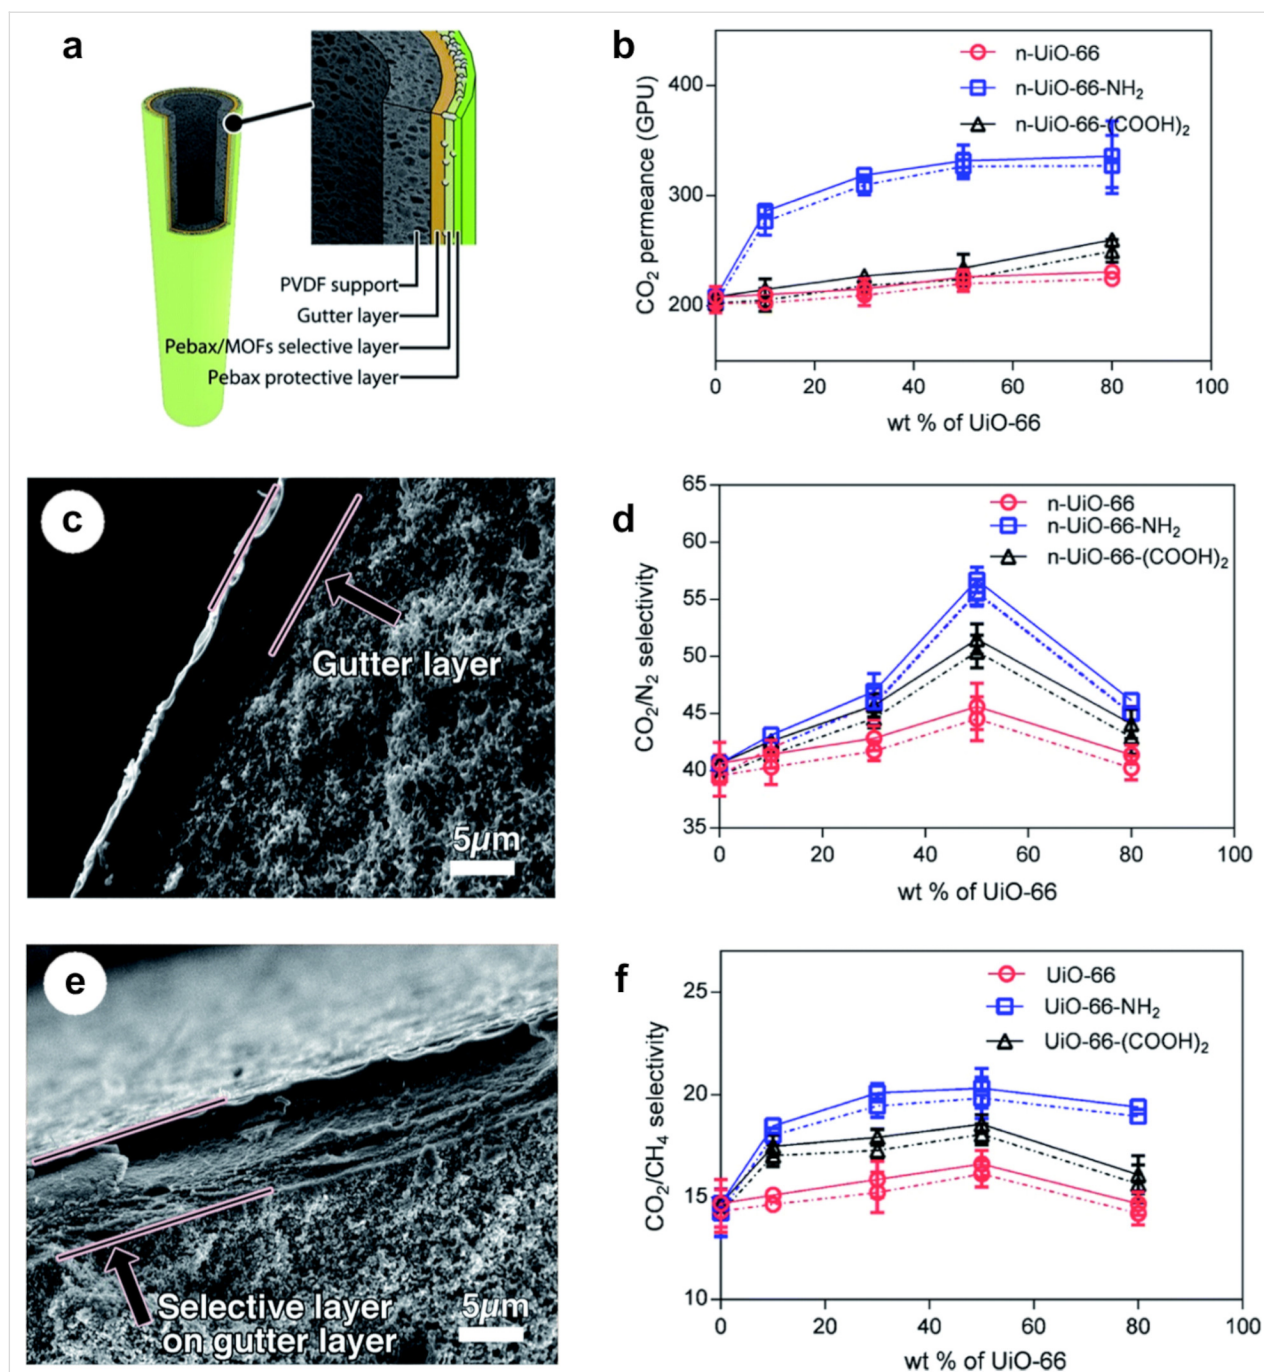 a
PVDF support
Gutter layer
Pebax/MOFs selective layer
Pebax protective layer
b
n-UiO-66
n-UiO-66-NH₂
n-UiO-66-(COOH)₂
CO₂ permeance (GPU)
400
300
200
0 20 40 60 80 100
wt % of UiO-66
c
Gutter layer
5μm
d
n-UiO-66
n-UiO-66-NH₂
n-UiO-66-(COOH)₂
CO₂/N₂ selectivity
65
60
55
50
45
40
35
0 20 40 60 80 100
wt % of UiO-66
e
Selective layer
on gutter layer
5μm
f
UiO-66
UiO-66-NH₂
UiO-66-(COOH)₂
CO₂/CH₄ selectivity
25
20
15
10
0 20 40 60 80 100
wt % of UiO-66